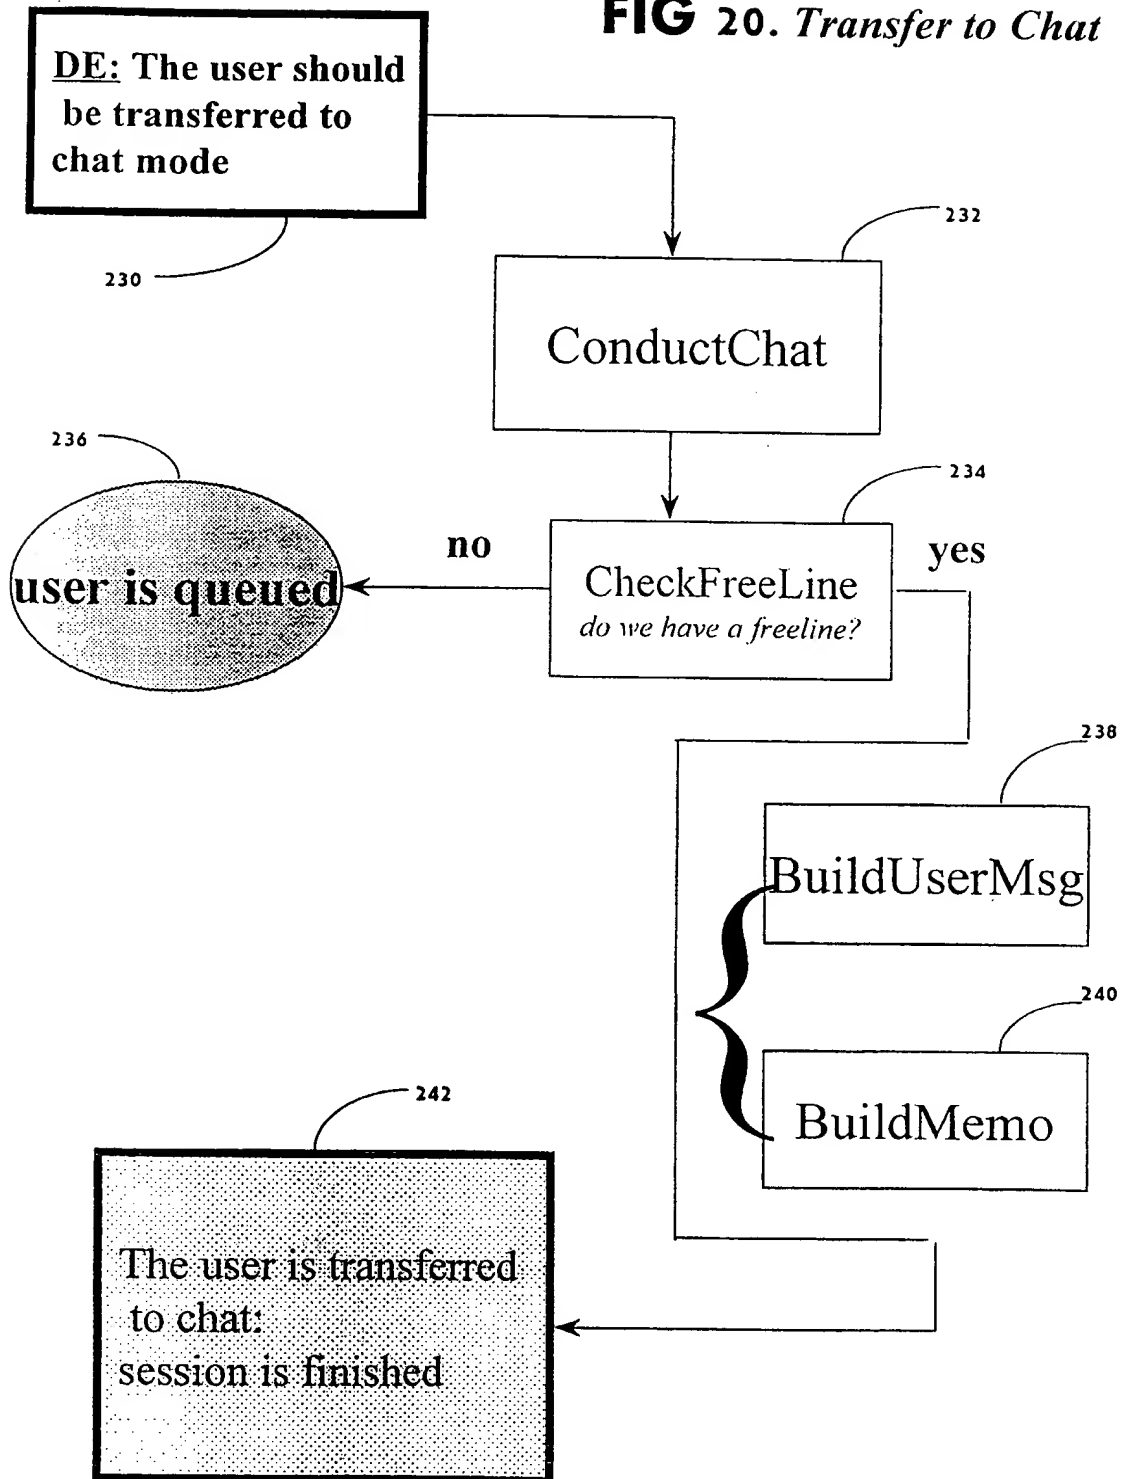 FIG 20. Transfer to Chat
DE: The user should
be transferred to
chat mode
230
232
ConductChat
236
234
no
yes
user is queued
CheckFreeLine
do we have a freeline?
238
BuildUserMsg
240
BuildMemo
242
The user is transferred
to chat:
session is finished